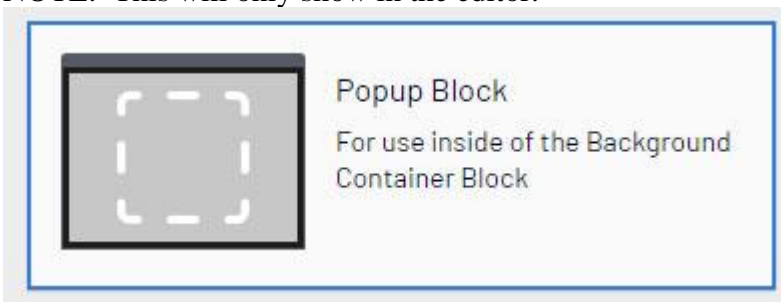 NOTE: This will only show in the editor.
Popup Block
For use inside of the Background
Container Block